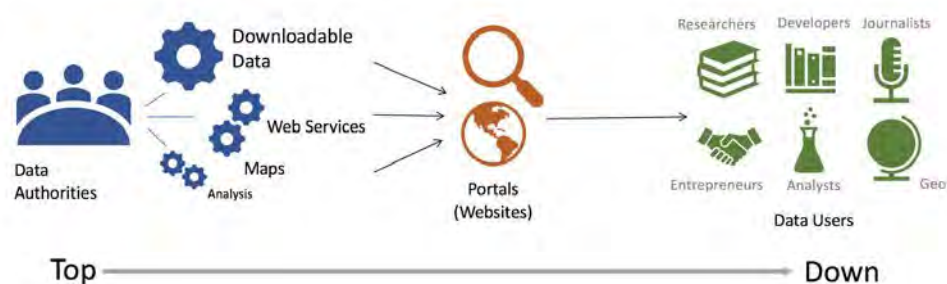 Downloadable
Data
Web Services
Maps
Analysis
Data
Authorities
Portals
(Websites)
Researchers
Developers
Journalists
Entrepreneurs
Analysts
Geo
Data Users
Top
Down